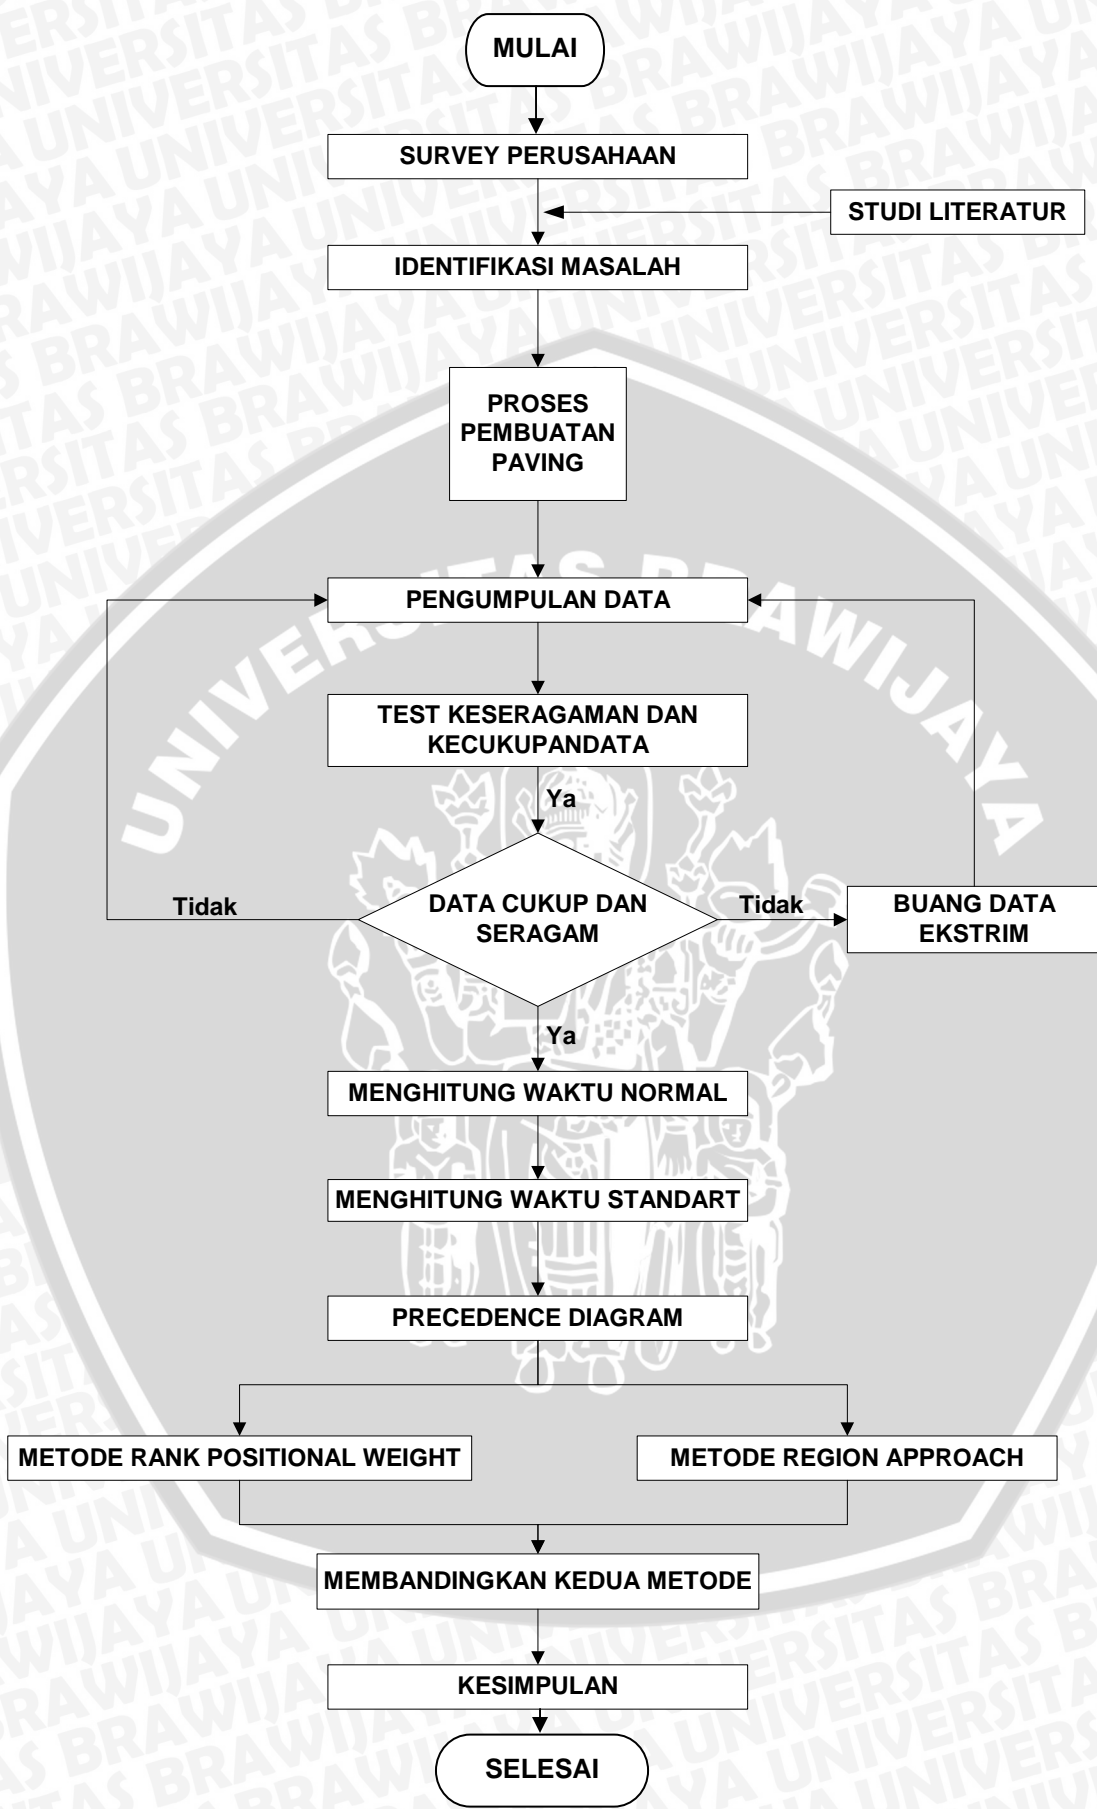 MULAI
SURVEY PERUSAHAAN
STUDI LITERATUR
IDENTIFIKASI MASALAH
PROSES
PEMBUATAN
PAVING
PENGUMPULAN DATA
TEST KESERAGAMAN DAN
KECUKUPANDATA
Ya
Tidak
DATA CUKUP DAN
SERAGAM
Tidak
BUANG DATA
EKSTRIM
Ya
MENGHITUNG WAKTU NORMAL
MENGHITUNG WAKTU STANDART
PRECEDENCE DIAGRAM
METODE RANK POSITIONAL WEIGHT
METODE REGION APPROACH
MEMBANDINGKAN KEDUA METODE
KESIMPULAN
SELESAI
UNIVERSITAS BRAWIJAYA